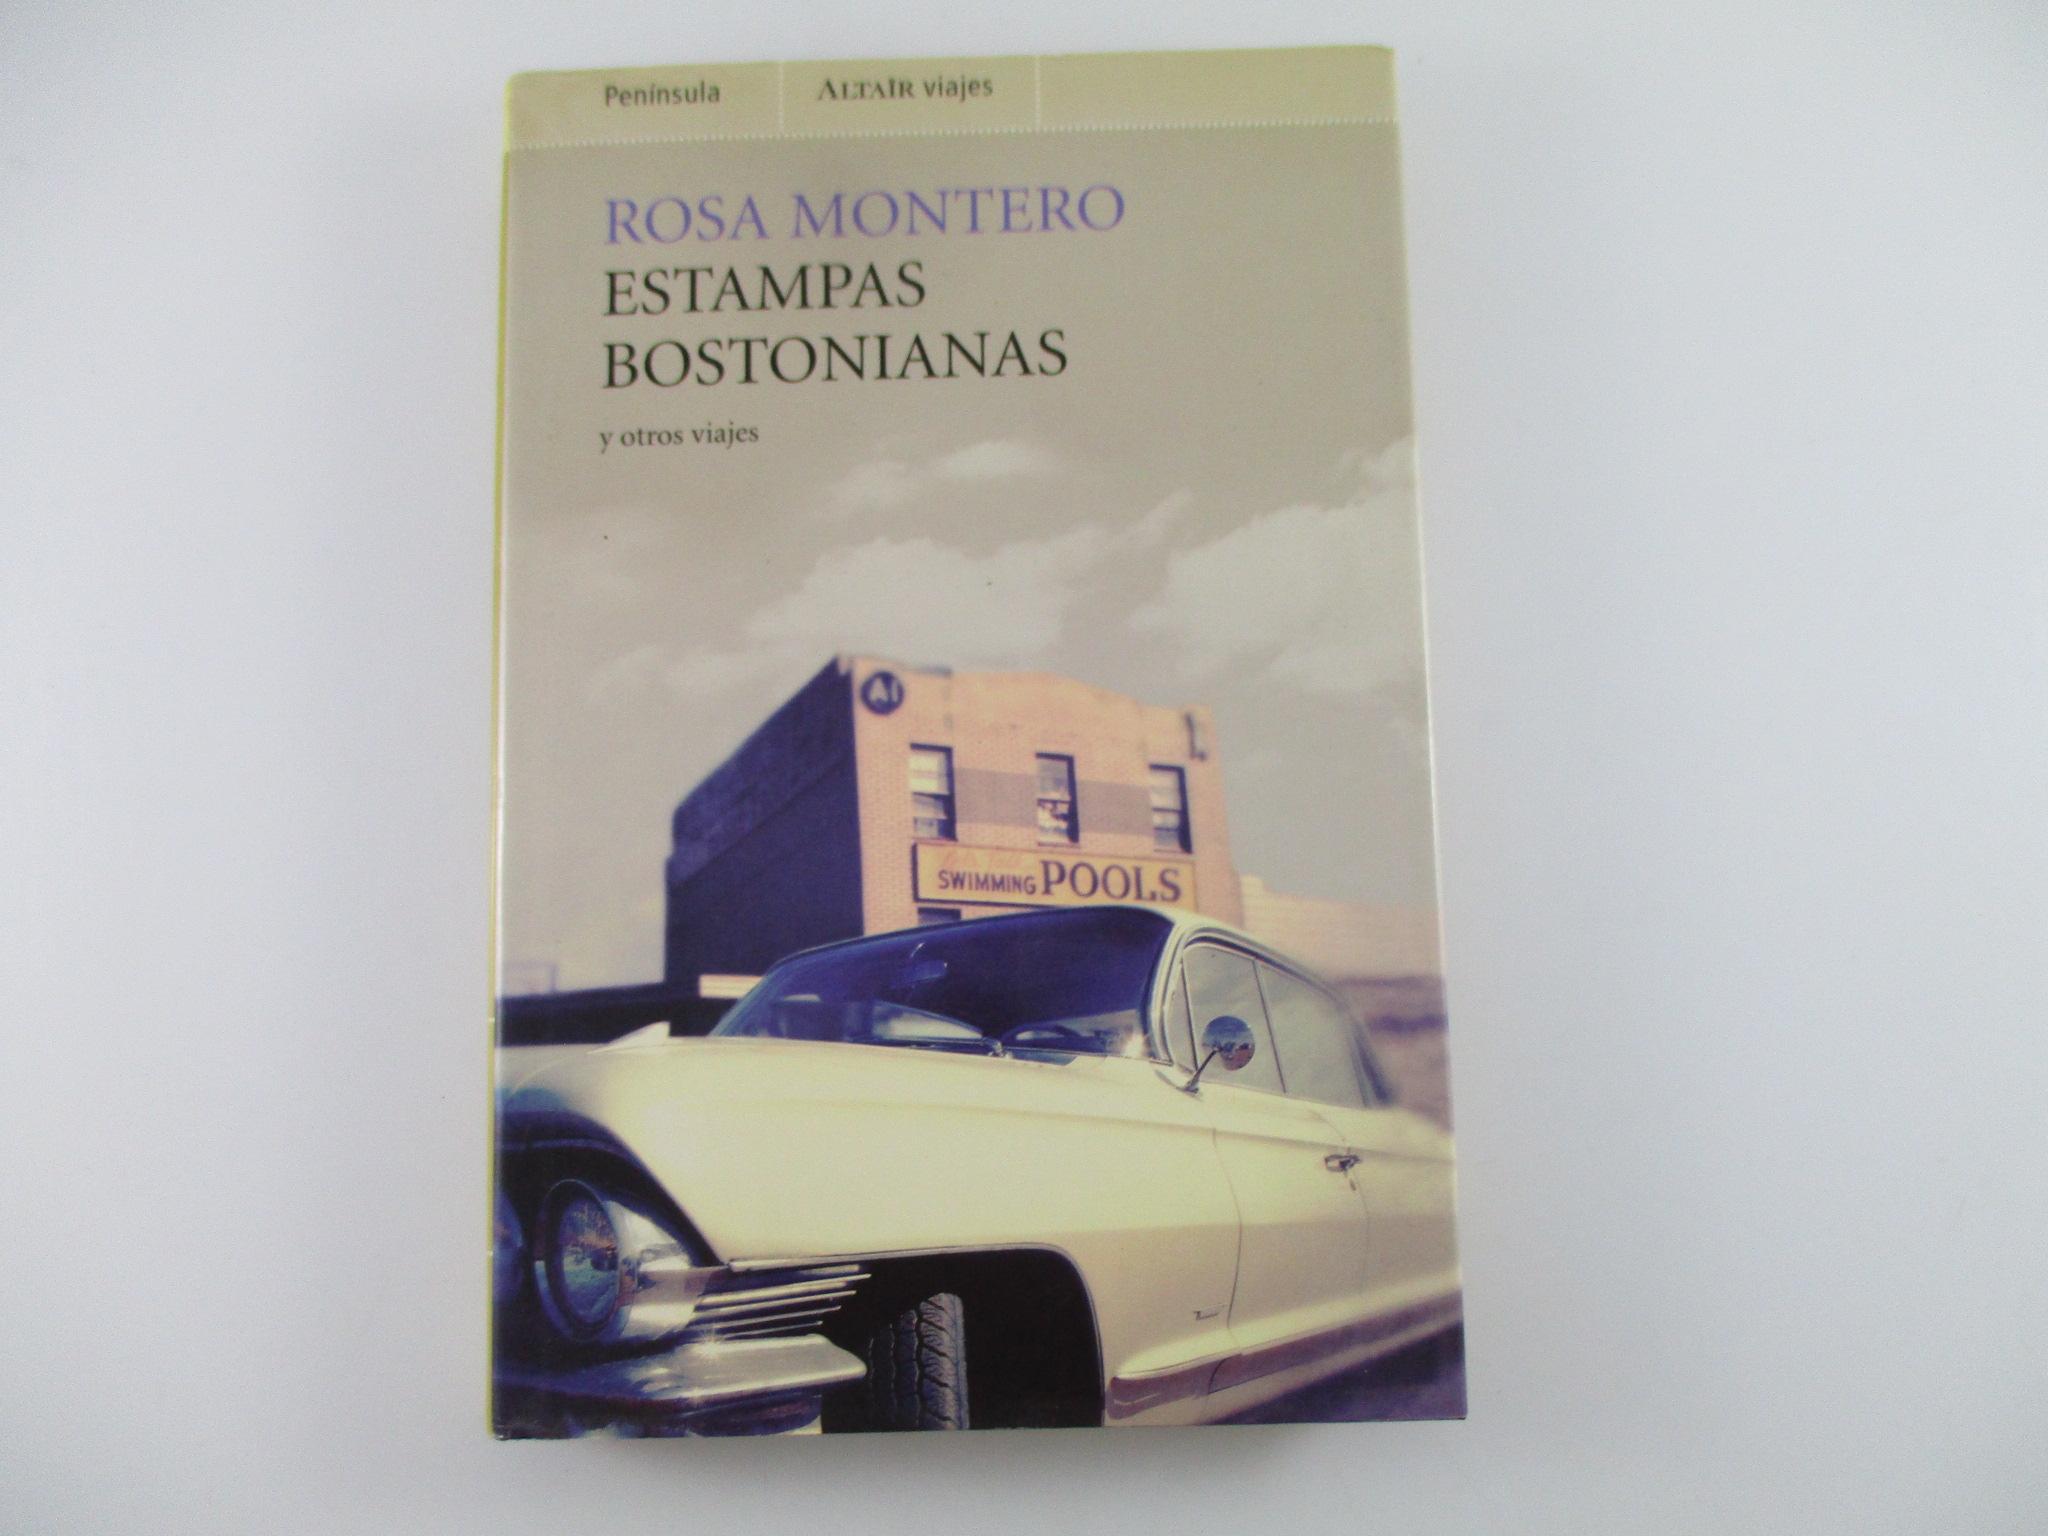 Península ALTAÏR viajes
ROSA MONTERO
ESTAMPAS
BOSTONIANAS
y otros viajes
SWIMMING POOLS